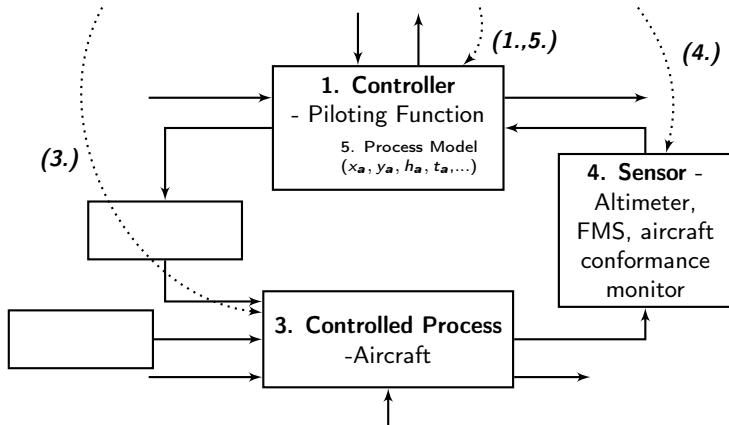 (1.,5.)
(4.)
1. Controller
- Piloting Function
5. Process Model
(xₐ, yₐ, hₐ, tₐ,...)
(3.)
4. Sensor -
Altimeter,
FMS, aircraft
conformance
monitor
3. Controlled Process
-Aircraft